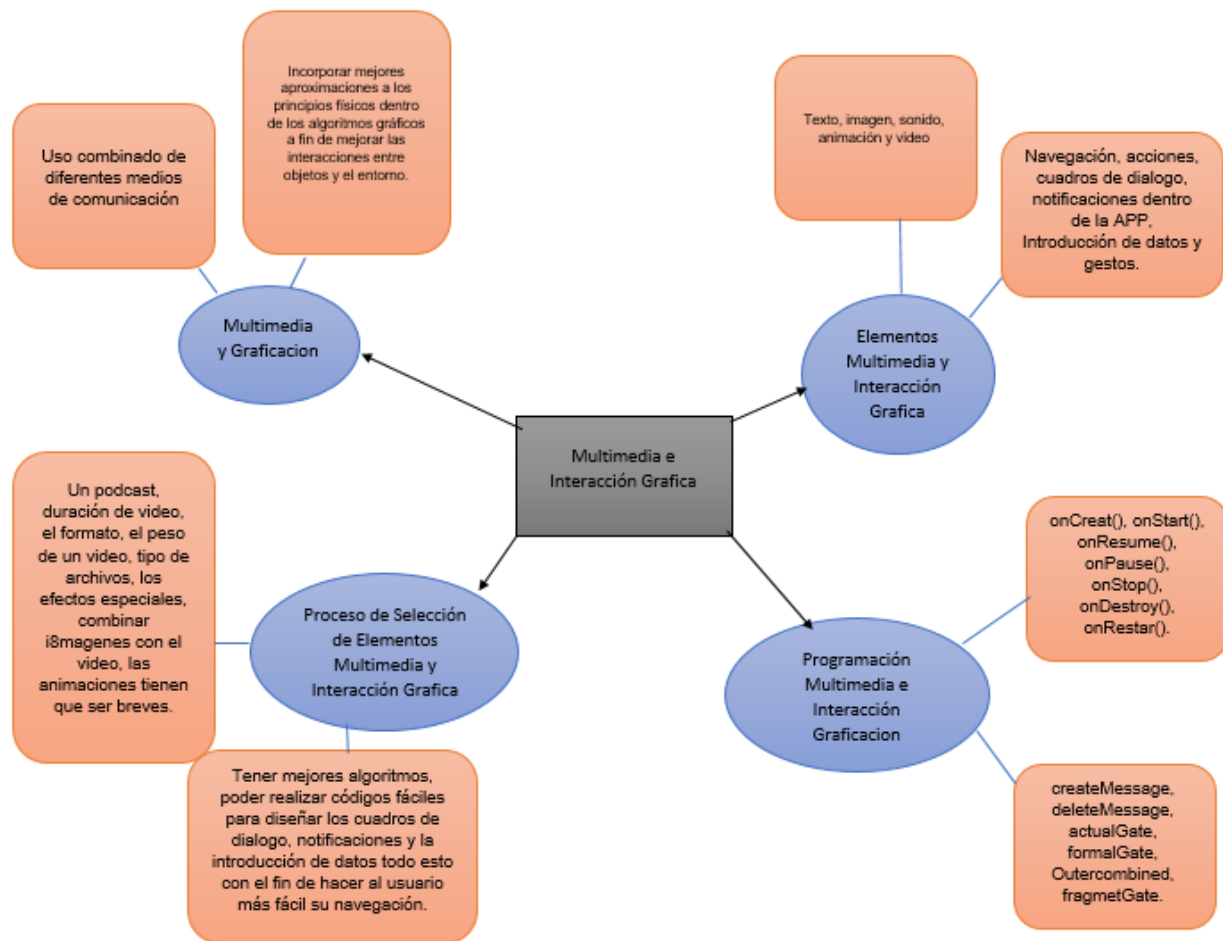 Incorporar mejores
aproximaciones a los
principios físicos dentro
de los algoritmos gráficos
a fin de mejorar las
interacciones entre
objetos y el entorno.
Uso combinado de
diferentes medios
de comunicación
Multimedia
y Graficacion
Texto, imagen, sonido,
animación y video
Navegación, acciones,
cuadros de dialogo,
notificaciones dentro
de la APP,
Introducción de datos y
gestos.
Elementos
Multimedia y
Interacción
Grafica
Multimedia e
Interacción Grafica
Un podcast,
duración de video,
el formato, el peso
de un video, tipo de
archivos, los
efectos especiales,
combinar
i8magenes con el
video, las
animaciones tienen
que ser breves.
Proceso de Selección
de Elementos
Multimedia y
Interacción Grafica
Tener mejores algoritmos,
poder realizar códigos fáciles
para diseñar los cuadros de
dialogo, notificaciones y la
introducción de datos todo esto
con el fin de hacer al usuario
más fácil su navegación.
onCreat(), onStart(),
onResume(),
onPause(),
onStop(),
onDestroy(),
onRestar().
Programación
Multimedia e
Interacción
Graficacion
createMessage,
deleteMessage,
actualGate,
formalGate,
Outercombined,
fragmetGate.